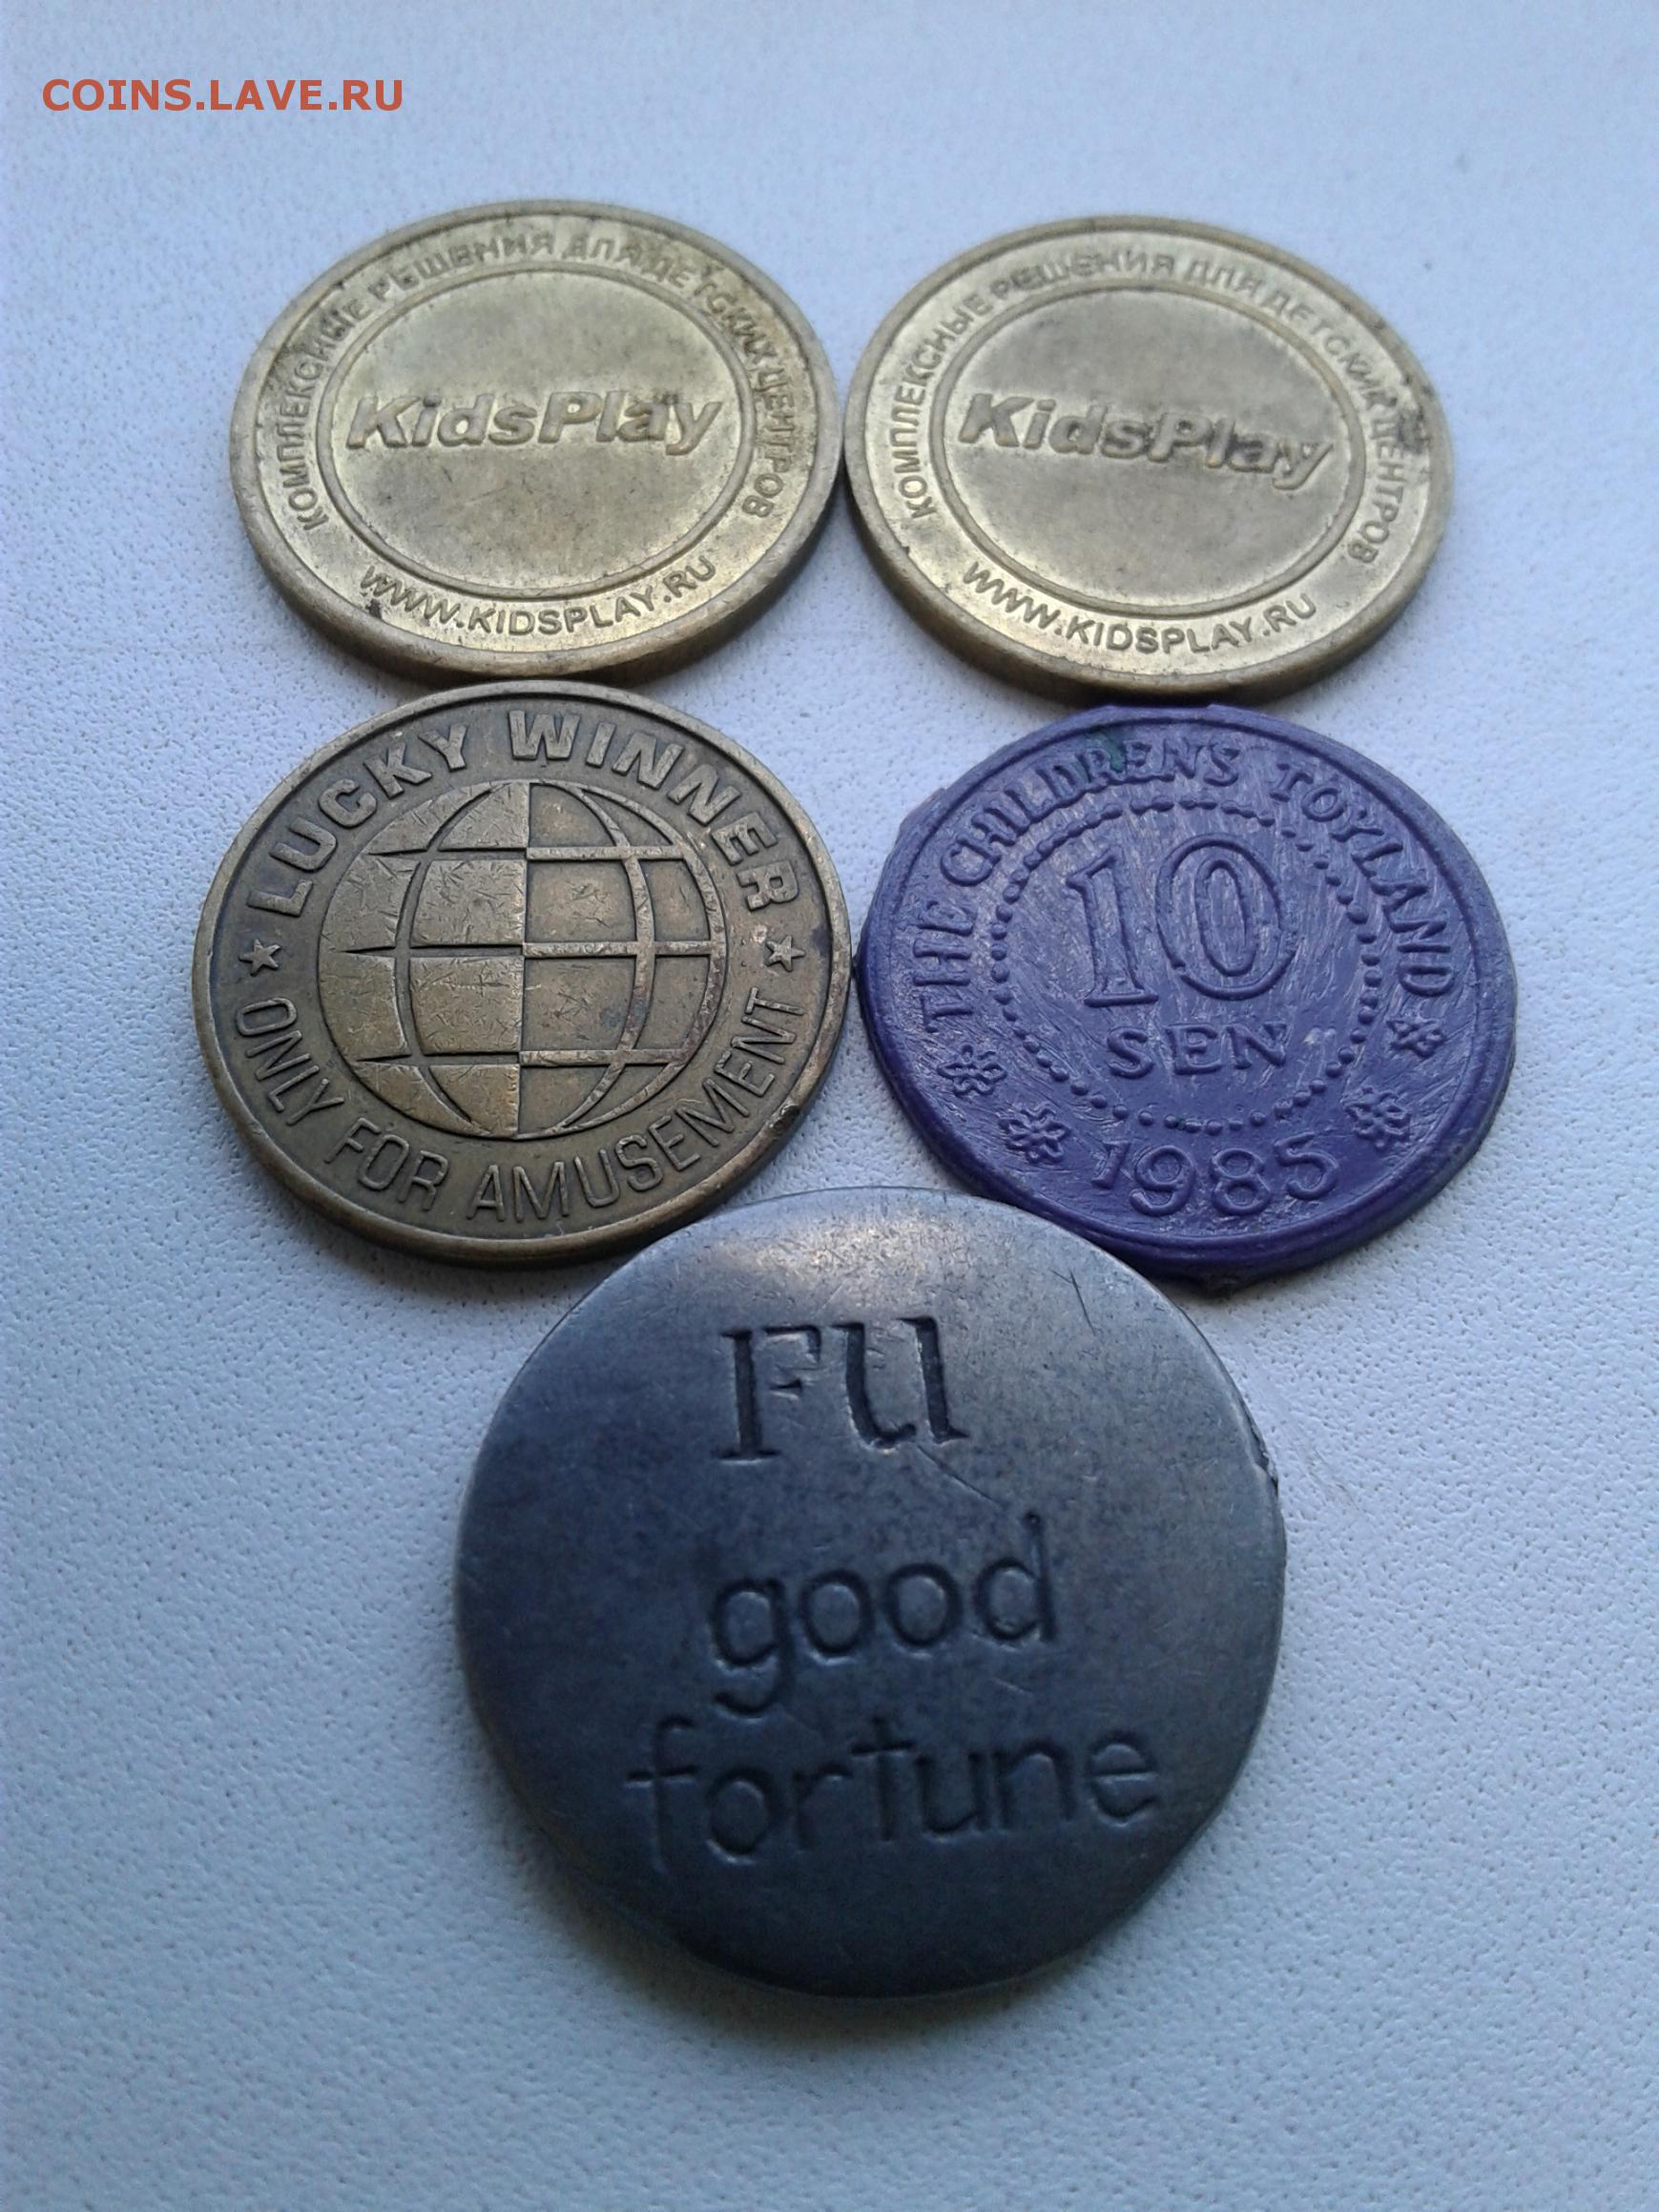 COINS.LAVE.RU
КОМПЛЕКСНЫЕ РЕШЕНИЯ ДЛЯ ДЕТСКИХ ЦЕНТРОВ
KidsPlay
WWW.KIDSPLAY.RU
КОМПЛЕКСНЫЕ РЕШЕНИЯ ДЛЯ ДЕТСКИХ ЦЕНТРОВ
KidsPlay
WWW.KIDSPLAY.RU
LUCKY WINNER
ONLY FOR AMUSEMENT
THE CHILDREN'S TOYLAND
10
SEN
1985
FU
good
fortune